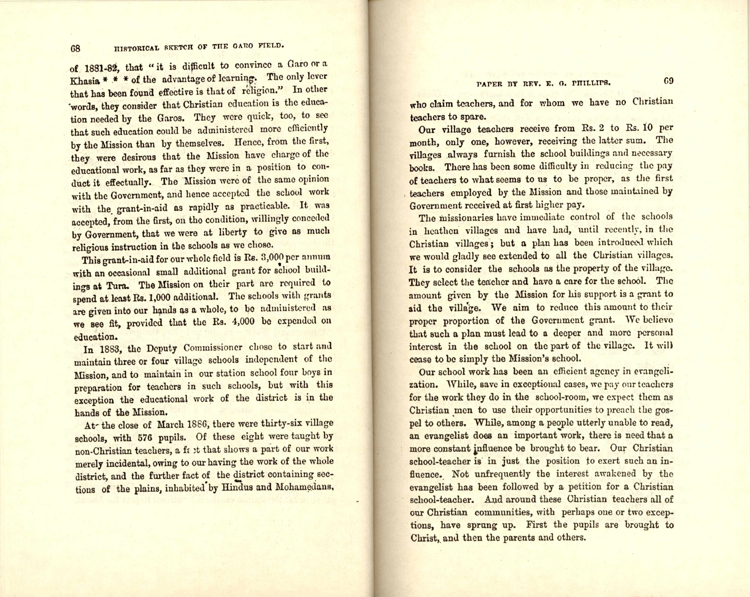 68 HISTORICAL SKETCH OF THE GARO FIELD.
of 1881-82, that "it is difficult to convince a Garo or a
Khasia * * * of the advantage of learning. The only lever
that has been found effective is that of religion." In other
words, they consider that Christian education is the educa-
tion needed by the Garos. They were quick, too, to see
that such education could be administered more efficiently
by the Mission than by themselves. Hence, from the first,
they were desirous that the Mission have charge of the
educational work, as far as they were in a position to con-
duct it effectually. The Mission were of the same opinion
with the Government, and hence accepted the school work
with the grant-in-aid as rapidly as practicable. It was
accepted, from the first, on the condition, willingly conceded
by Government, that we were at liberty to give as much
religious instruction in the schools as we chose.
This grant-in-aid for our whole field is Rs. 3,000 per annum
with an occasional small additional grant for school build-
ings at Tura. The Mission on their part are required to
spend at least Rs. 1,000 additional. The schools with grants
are given into our hands as a whole, to be administered as
we see fit, provided that the Rs. 4,000 be expended on
education.
In 1883, the Deputy Commissioner chose to start and
maintain three or four village schools independent of the
Mission, and to maintain in our station school four boys in
preparation for teachers in such schools, but with this
exception the educational work of the district is in the
hands of the Mission.
At the close of March 1886, there were thirty-six village
schools, with 576 pupils. Of these eight were taught by
non-Christian teachers, a fact that shows a part of our work
merely incidental, owing to our having the work of the whole
district, and the further fact of the district containing sec-
tions of the plains, inhabited by Hindus and Mohamedans,
PAPER BY REV. E. G. PHILLIPS. 69
who claim teachers, and for whom we have no Christian
teachers to spare.
Our village teachers receive from Rs. 2 to Rs. 10 per
month, only one, however, receiving the latter sum. The
villages always furnish the school buildings and necessary
books. There has been some difficulty in reducing the pay
of teachers to what seems to us to be proper, as the first
teachers employed by the Mission and those maintained by
Government received at first higher pay.
The missionaries have immediate control of the schools
in heathen villages and have had, until recently, in the
Christian villages; but a plan has been introduced which
we would gladly see extended to all the Christian villages.
It is to consider the schools as the property of the village.
They select the teacher and have a care for the school. The
amount given by the Mission for his support is a grant to
aid the village. We aim to reduce this amount to their
proper proportion of the Government grant. We believe
that such a plan must lead to a deeper and more personal
interest in the school on the part of the village. It will
cease to be simply the Mission's school.
Our school work has been an efficient agency in evangeli-
zation. While, save in exceptional cases, we pay our teachers
for the work they do in the school-room, we expect them as
Christian men to use their opportunities to preach the gos-
pel to others. While, among a people utterly unable to read,
an evangelist does an important work, there is need that a
more constant influence be brought to bear. Our Christian
school-teacher is in just the position to exert such an in-
fluence. Not unfrequently the interest awakened by the
evangelist has been followed by a petition for a Christian
school-teacher. And around these Christian teachers all of
our Christian communities, with perhaps one or two excep-
tions, have sprung up. First the pupils are brought to
Christ, and then the parents and others.